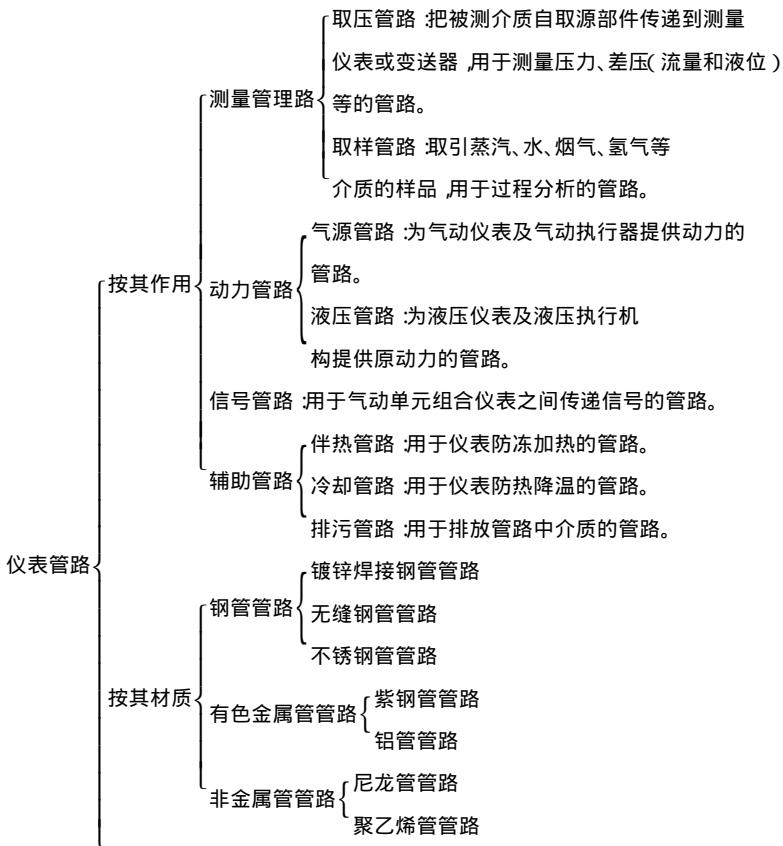 取压管路：把被测介质自取源部件传递到测量
仪表或变送器，用于测量压力、差压（流量和液位）
测量管理路
等的管路。
取样管路：取引蒸汽、水、烟气、氢气等
介质的样品，用于过程分析的管路。
气源管路：为气动仪表及气动执行器提供动力的
按其作用
动力管路
管路。
液压管路：为液压仪表及液压执行机
构提供原动力的管路。
信号管路：用于气动单元组合仪表之间传递信号的管路。
伴热管路：用于仪表防冻加热的管路。
辅助管路
冷却管路：用于仪表防热降温的管路。
排污管路：用于排放管路中介质的管路。
仪表管路
镀锌焊接钢管管路
钢管管路
无缝钢管管路
不锈钢管管路
按其材质
有色金属管管路
紫钢管管路
铝管管路
非金属管管路
尼龙管管路
聚乙烯管管路